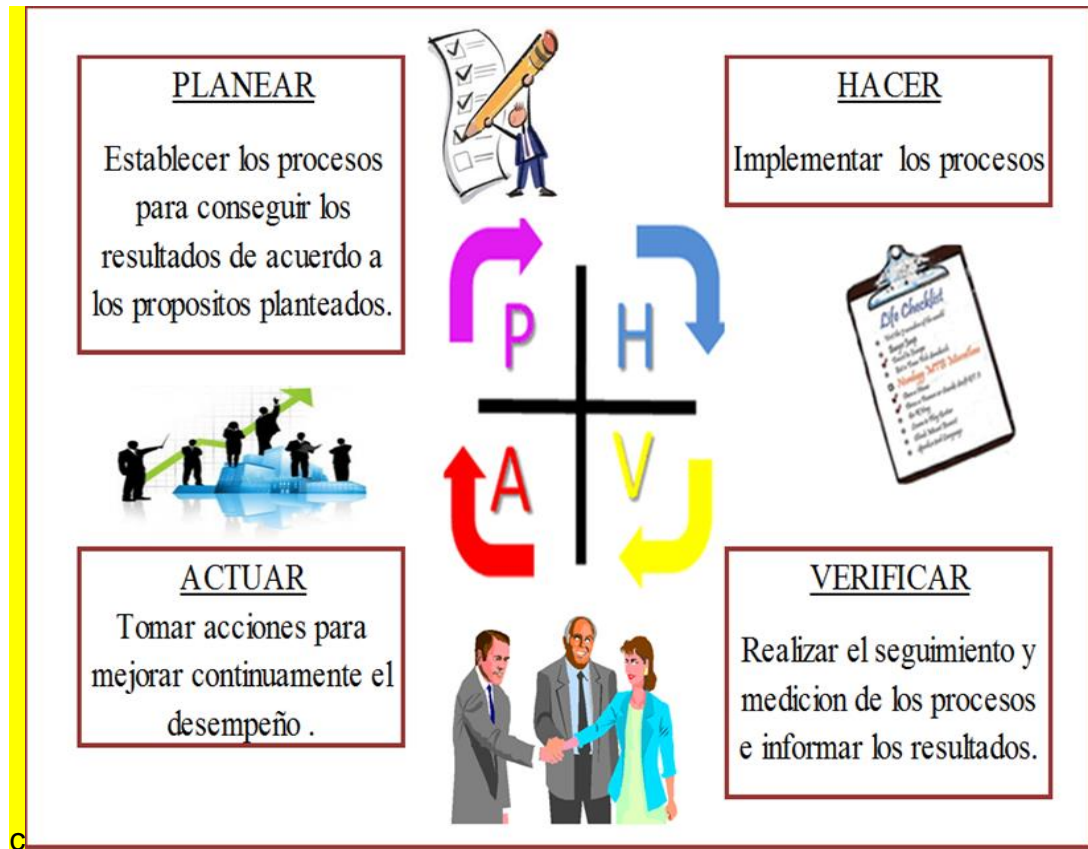 PLANEAR
Establecer los procesos
para conseguir los
resultados de acuerdo a
los propositos planteados.
HACER
Implementar los procesos
P
H
A
V
Life Checklist
ACTUAR
Tomar acciones para
mejorar continuamente el
desempeño .
VERIFICAR
Realizar el seguimiento y
medicion de los procesos
e informar los resultados.
c